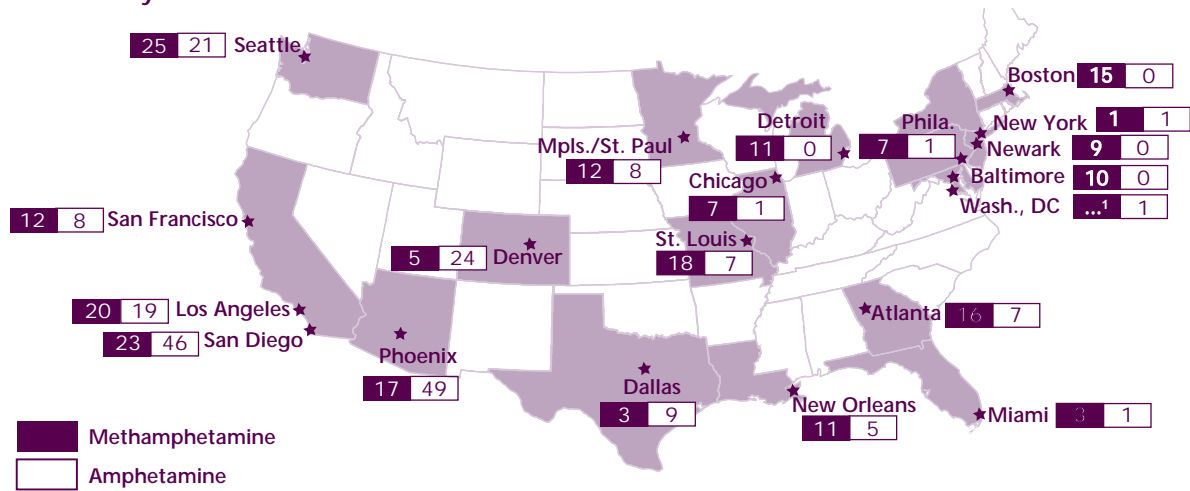 25 21 Seattle
Boston 15 0
Detroit
11 0
Phila.
7 1
New York 1 1
Newark 9 0
Baltimore 10 0
Wash., DC ...¹ 1
Mpls./St. Paul
12 8
Chicago
7 1
12 8 San Francisco
St. Louis
18 7
5 24 Denver
20 19 Los Angeles
23 46 San Diego
Atlanta 16 7
Phoenix
17 49
Dallas
3 9
New Orleans
11 5
Miami 3 1
Methamphetamine
Amphetamine